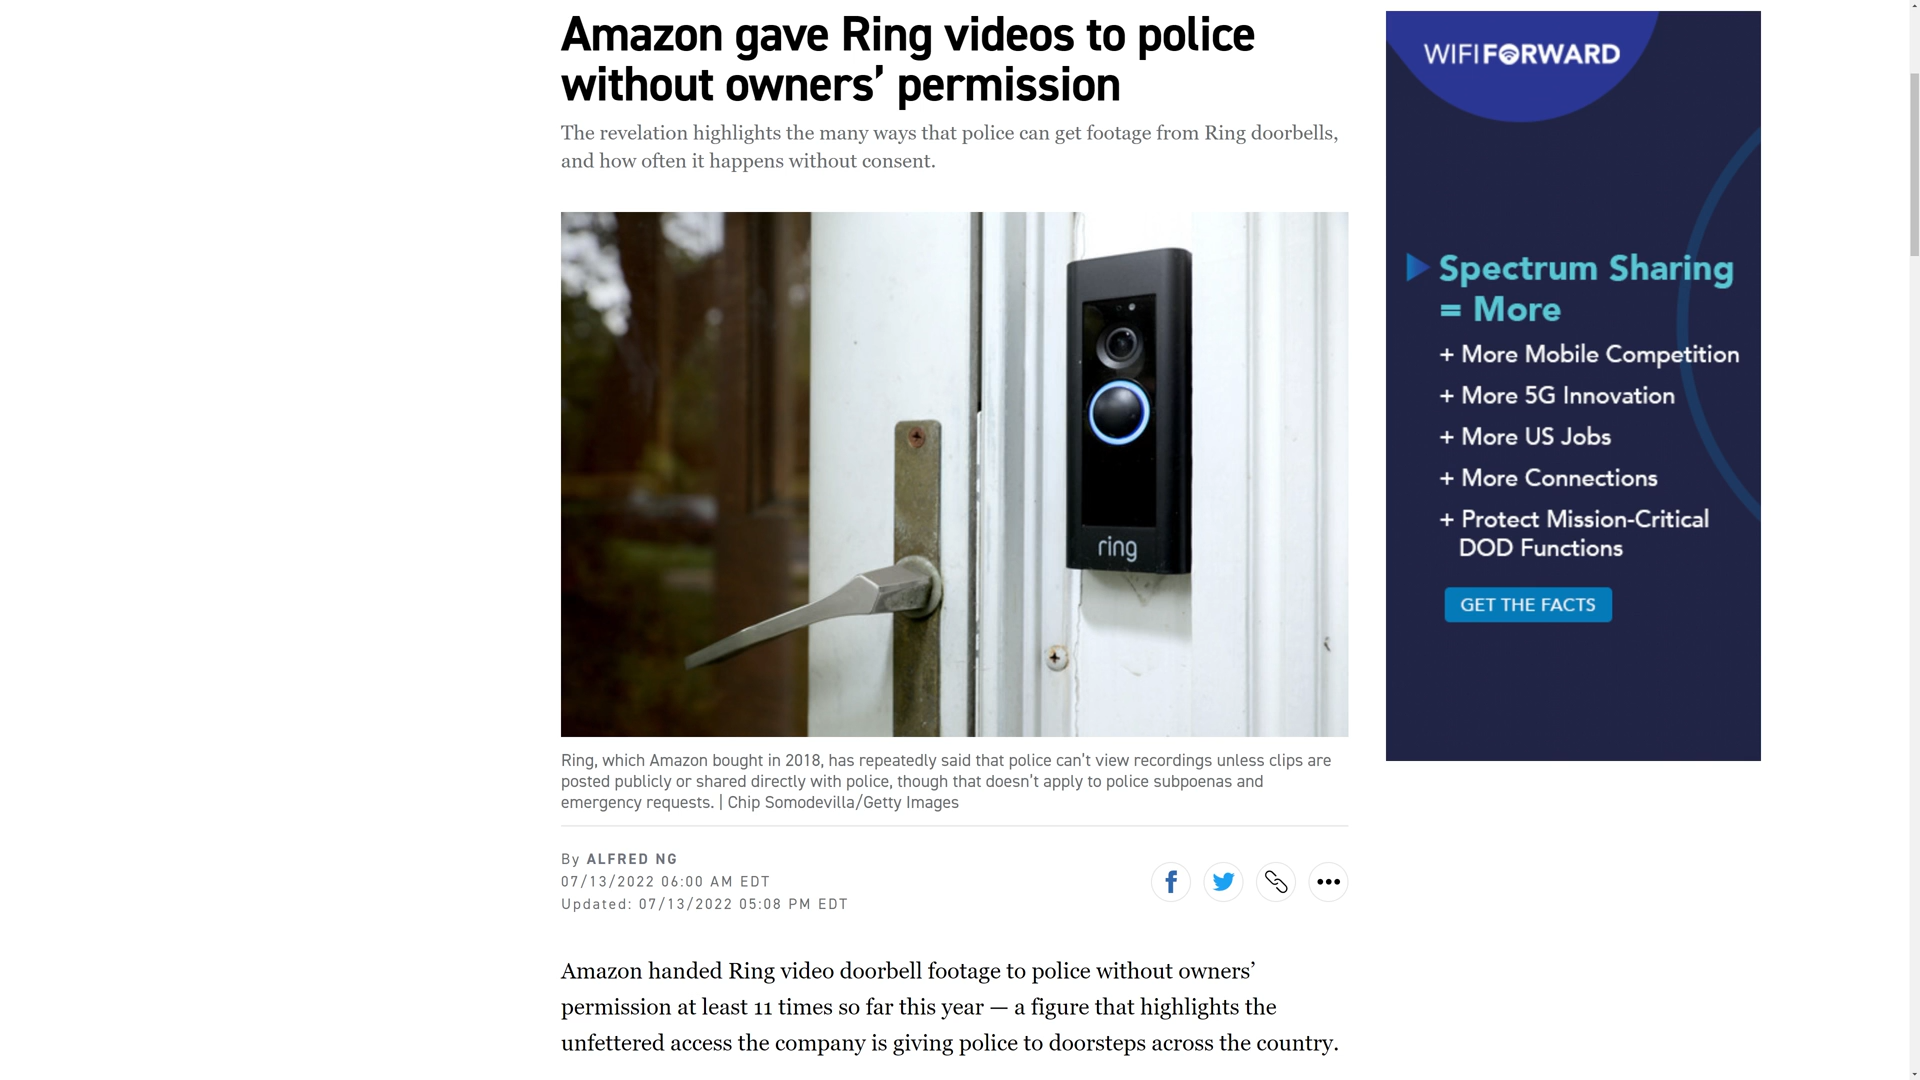 Amazon gave Ring videos to police
without owners’ permission
The revelation highlights the many ways that police can get footage from Ring doorbells,
and how often it happens without consent.
ring
Ring, which Amazon bought in 2018, has repeatedly said that police can’t view recordings unless clips are
posted publicly or shared directly with police, though that doesn’t apply to police subpoenas and
emergency requests. | Chip Somodevilla/Getty Images
By ALFRED NG
07/13/2022 06:00 AM EDT
Updated: 07/13/2022 05:08 PM EDT
Amazon handed Ring video doorbell footage to police without owners’
permission at least 11 times so far this year — a figure that highlights the
unfettered access the company is giving police to doorsteps across the country.
WIFIFORWARD
Spectrum Sharing
= More
+ More Mobile Competition
+ More 5G Innovation
+ More US Jobs
+ More Connections
+ Protect Mission-Critical
DOD Functions
GET THE FACTS